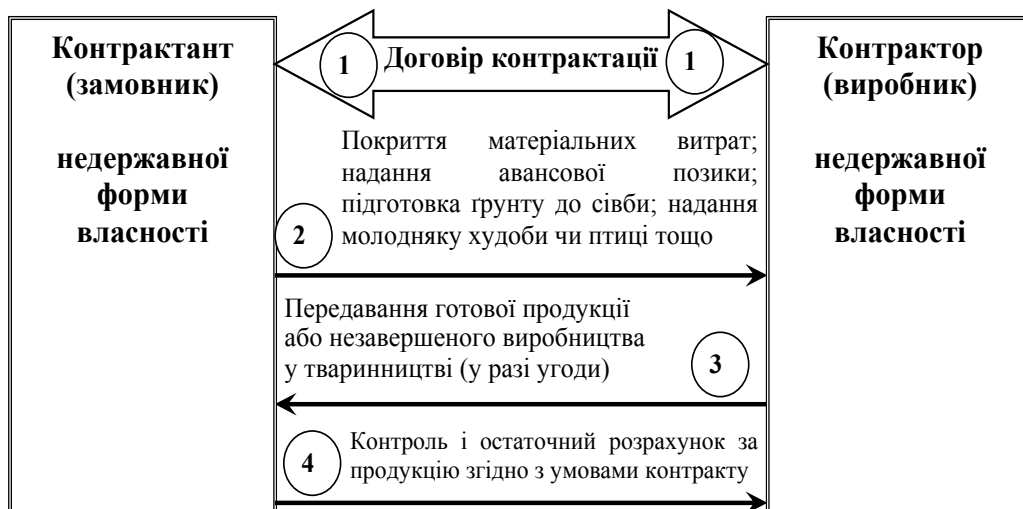 Контрактант
(замовник)
недержавної
форми
власності
1 Договір контрактації 1
Контрактор
(виробник)
недержавної
форми
власності
Покриття матеріальних витрат;
надання авансової позики;
підготовка ґрунту до сівби; надання
молодняку худоби чи птиці тощо
2
Передавання готової продукції
або незавершеного виробництва
у тваринництві (у разі угоди)
3
4
Контроль і остаточний розрахунок за
продукцію згідно з умовами контракту